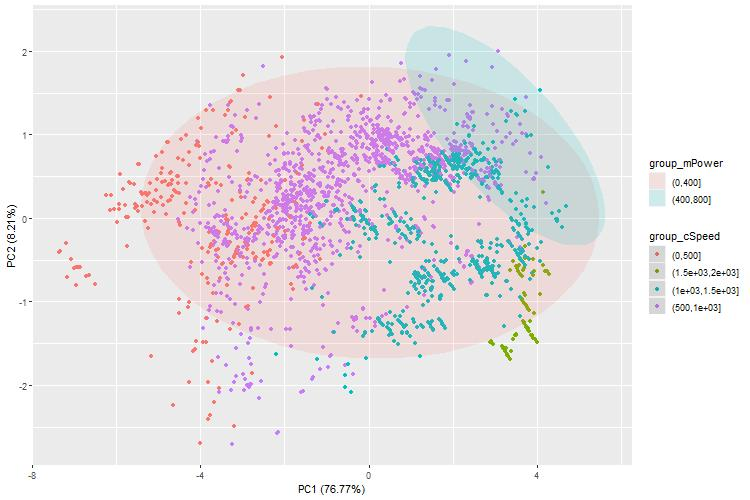 2
1
0
-1
-2
PC2 (8.21%)
-8
-4
0
4
PC1 (76.77%)
group_mPower
(0,400]
(400,800]
group_cSpeed
(0,500]
(1.5e+03,2e+03]
(1e+03,1.5e+03]
(500,1e+03]